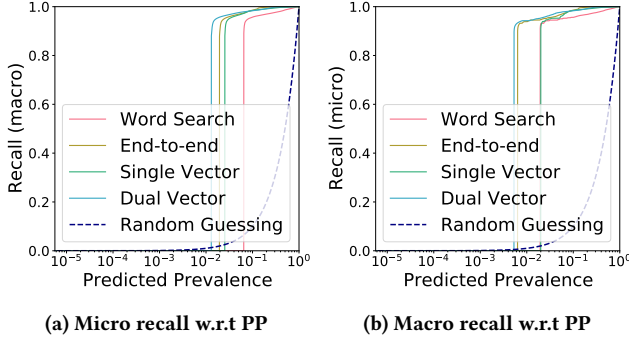 1.0
0.8
0.6
0.4
0.2
0.0
Recall (macro)
Word Search
End-to-end
Single Vector
Dual Vector
Random Guessing
10⁻⁵ 10⁻⁴ 10⁻³ 10⁻² 10⁻¹ 10⁰
Predicted Prevalence
(a) Micro recall w.r.t PP
1.0
0.8
0.6
0.4
0.2
0.0
Recall (micro)
Word Search
End-to-end
Single Vector
Dual Vector
Random Guessing
10⁻⁵ 10⁻⁴ 10⁻³ 10⁻² 10⁻¹ 10⁰
Predicted Prevalence
(b) Macro recall w.r.t PP